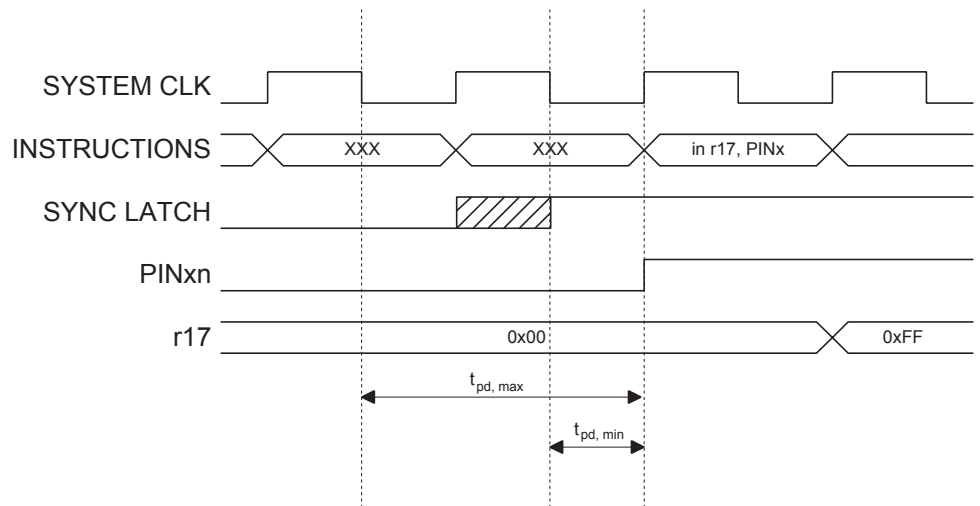 SYSTEM CLK
INSTRUCTIONS XXX XXX in r17, PINx
SYNC LATCH
PINxn
r17 0x00 0xFF
tpd, max
tpd, min